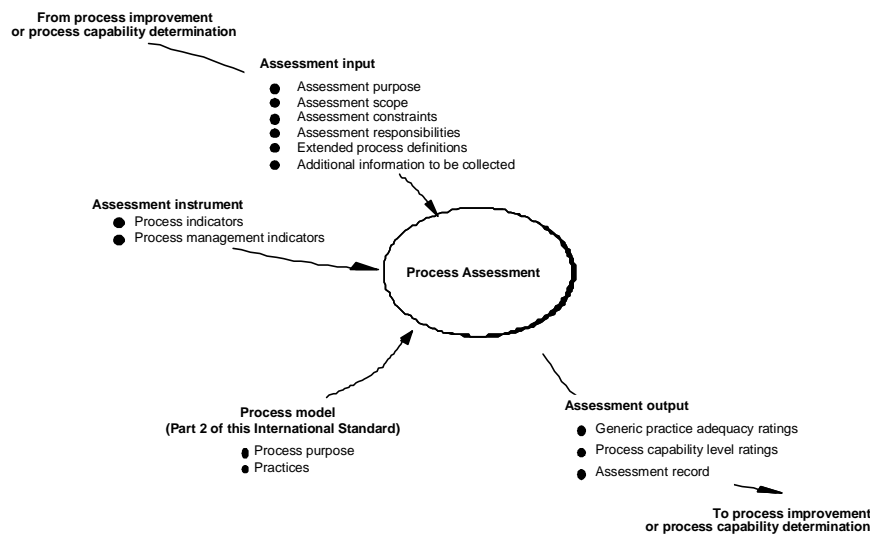 From process improvement
or process capability determination
Assessment input
Assessment purpose
Assessment scope
Assessment constraints
Assessment responsibilities
Extended process definitions
Additional information to be collected
Assessment instrument
Process indicators
Process management indicators
Process Assessment
Process model
(Part 2 of this International Standard)
Process purpose
Practices
Assessment output
Generic practice adequacy ratings
Process capability level ratings
Assessment record
To process improvement
or process capability determination